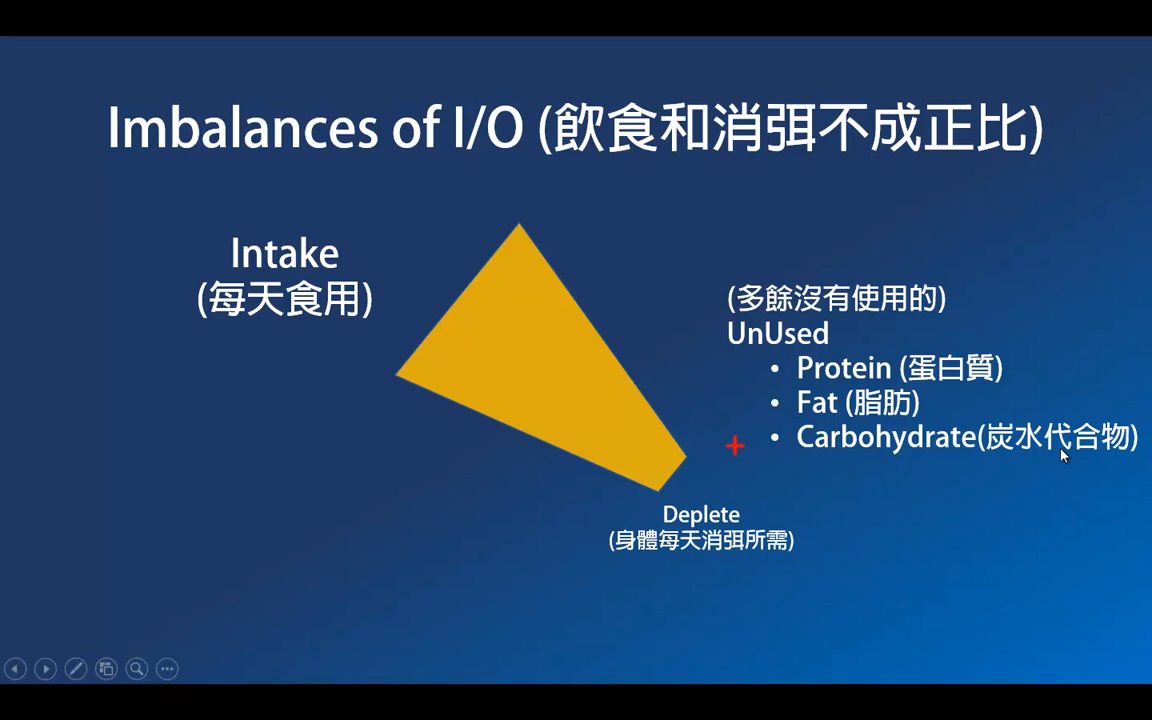 Imbalances of I/O (飲食和消弭不成正比)
Intake
(每天食用)
(多餘沒有使用的)
UnUsed
• Protein (蛋白質)
• Fat (脂肪)
+
• Carbohydrate(炭水代合物)
Deplete
(身體每天消弭所需)